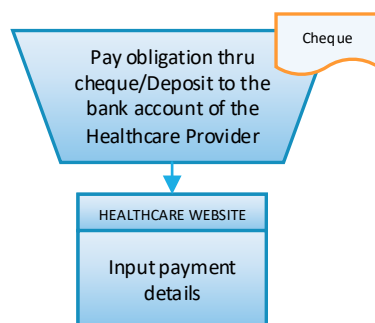 Cheque
Pay obligation thru
cheque/Deposit to the
bank account of the
Healthcare Provider
HEALTHCARE WEBSITE
Input payment
details